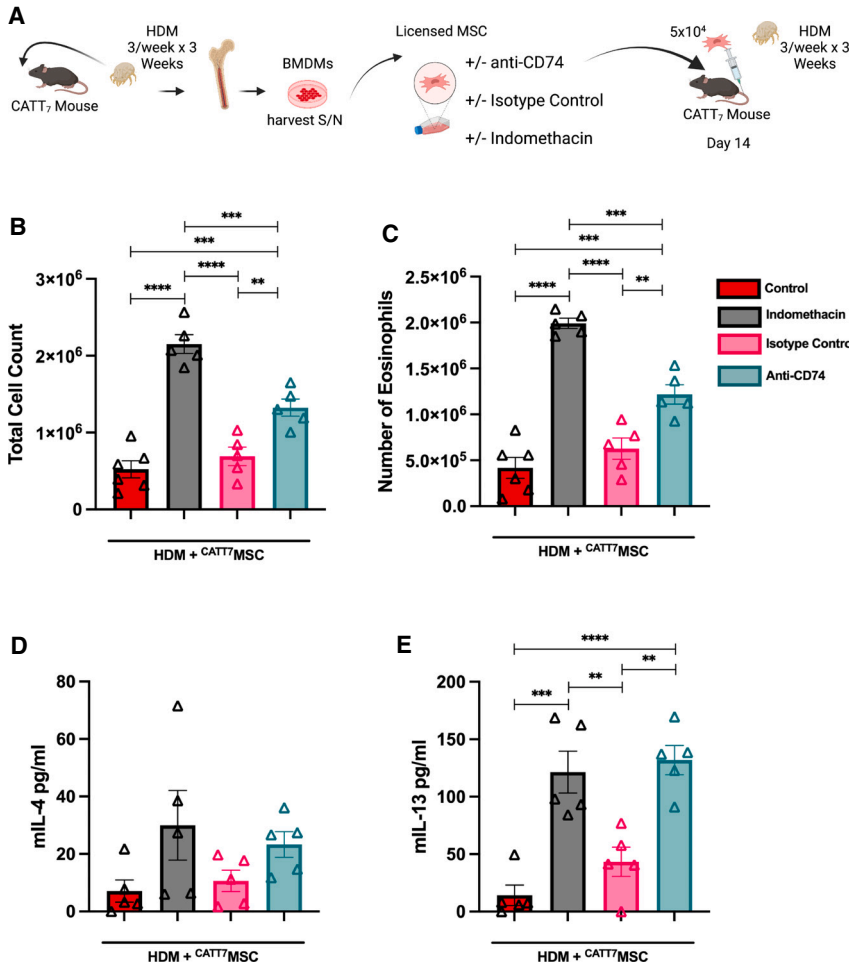 A
HDM
3/week x 3
Weeks
CATT₇ Mouse
BMDMs
harvest S/N
Licensed MSC
+/- anti-CD74
+/- Isotype Control
+/- Indomethacin
5x10⁴
HDM
3/week x 3
Weeks
CATT₇ Mouse
Day 14
B
Total Cell Count
3×10⁶
2×10⁶
1×10⁶
0
***
***
****
**
****
HDM + ᶜᴬᵀᵀ⁷MSC
C
Number of Eosinophils
2.5×10⁶
2.0×10⁶
1.5×10⁶
1.0×10⁶
5.0×10⁵
0.0
***
***
****
**
****
HDM + ᶜᴬᵀᵀ⁷MSC
Control
Indomethacin
Isotype Contro
Anti-CD74
D
mIL-4 pg/ml
80
60
40
20
0
HDM + ᶜᴬᵀᵀ⁷MSC
E
mIL-13 pg/ml
200
150
100
50
0
****
**
**
***
HDM + ᶜᴬᵀᵀ⁷MSC